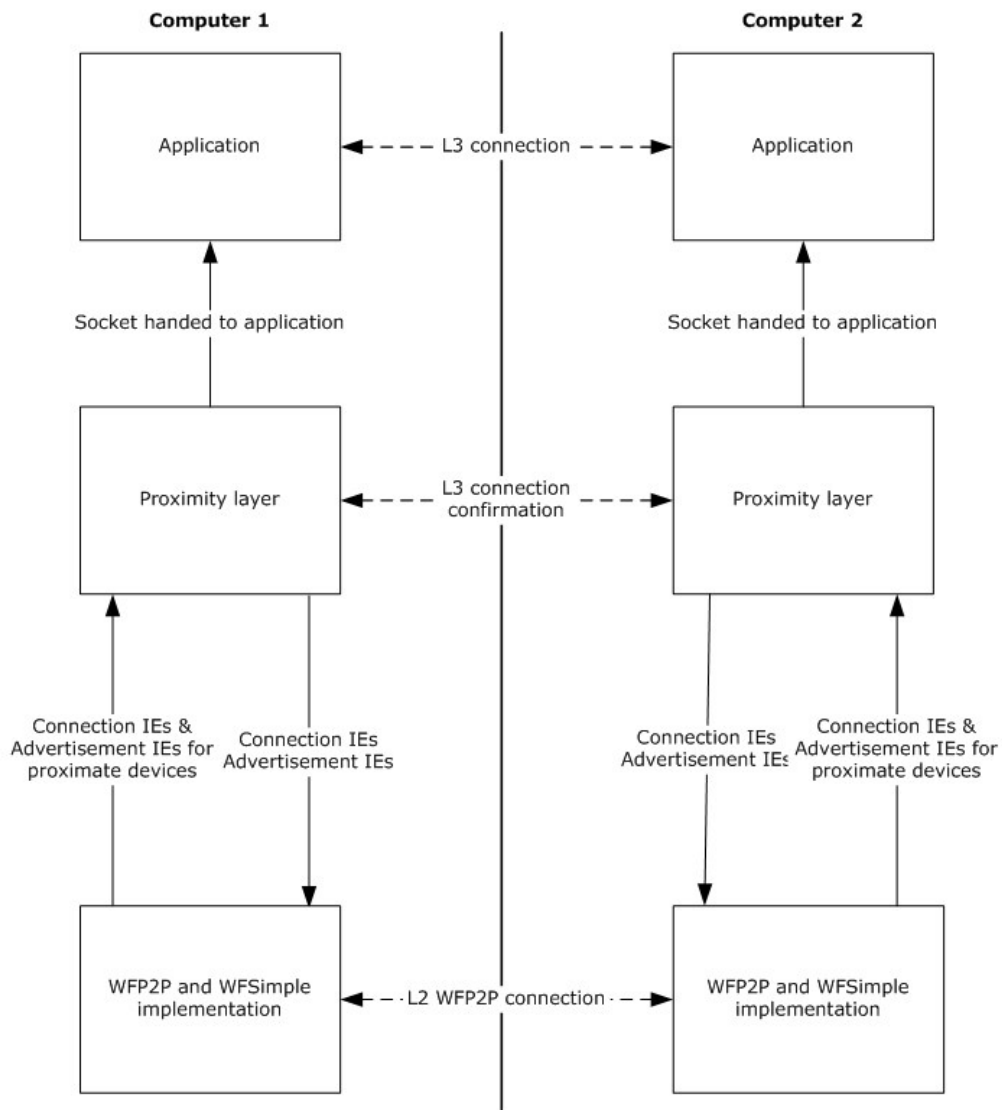 Computer 1
Computer 2
Application
L3 connection
Application
Socket handed to application
Socket handed to application
Proximity layer
L3 connection
confirmation
Proximity layer
Connection IEs &
Advertisement IEs for
proximate devices
Connection IEs
Advertisement IEs
Connection IEs
Advertisement IEs
Connection IEs &
Advertisement IEs for
proximate devices
WFP2P and WFSimple
implementation
L2 WFP2P connection
WFP2P and WFSimple
implementation